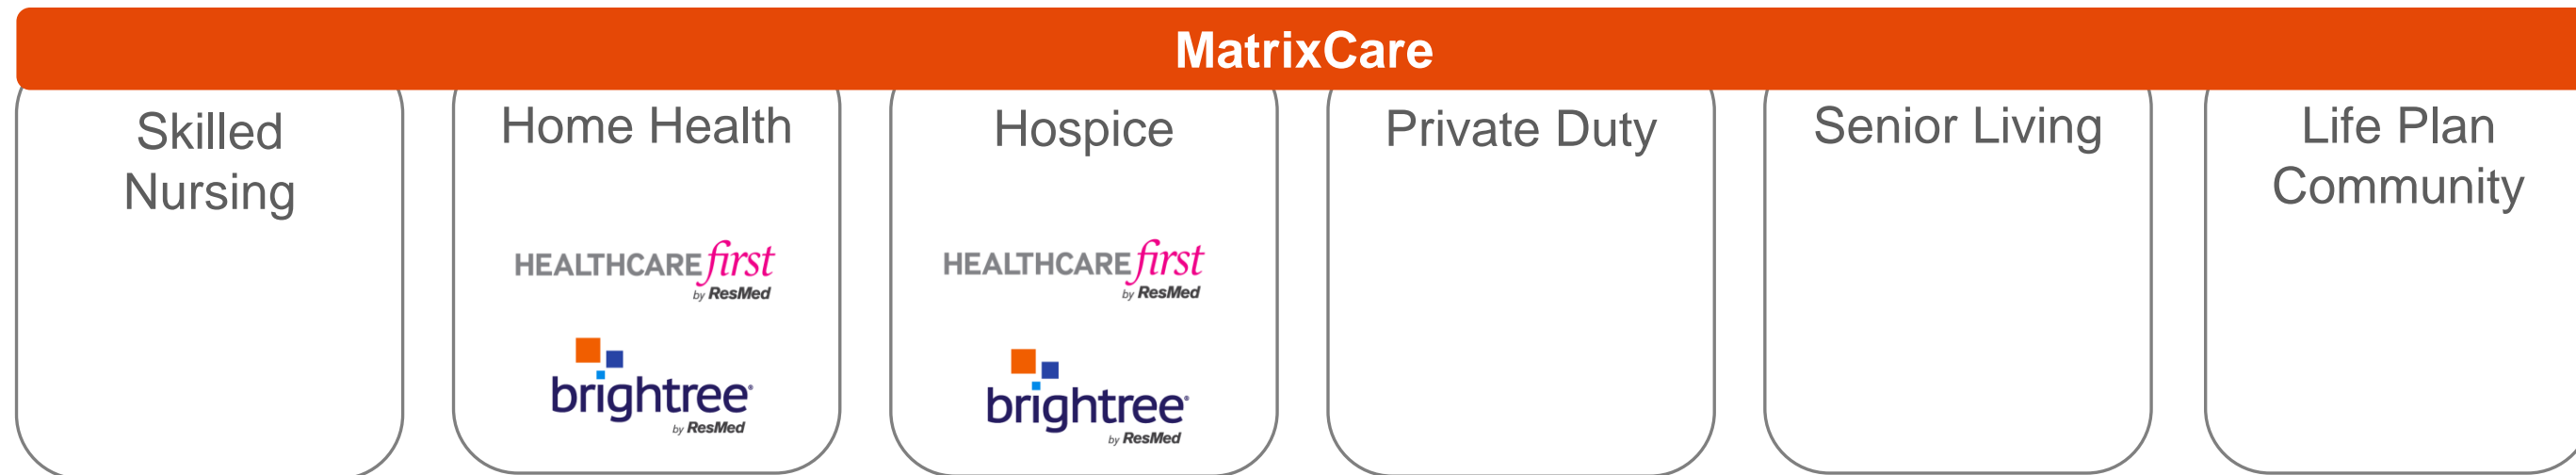 MatrixCare
Skilled
Nursing
Home Health
HEALTHCARE first
by ResMed
brightree
by ResMed
Hospice
HEALTHCARE first
by ResMed
brightree
by ResMed
Private Duty
Senior Living
Life Plan
Community